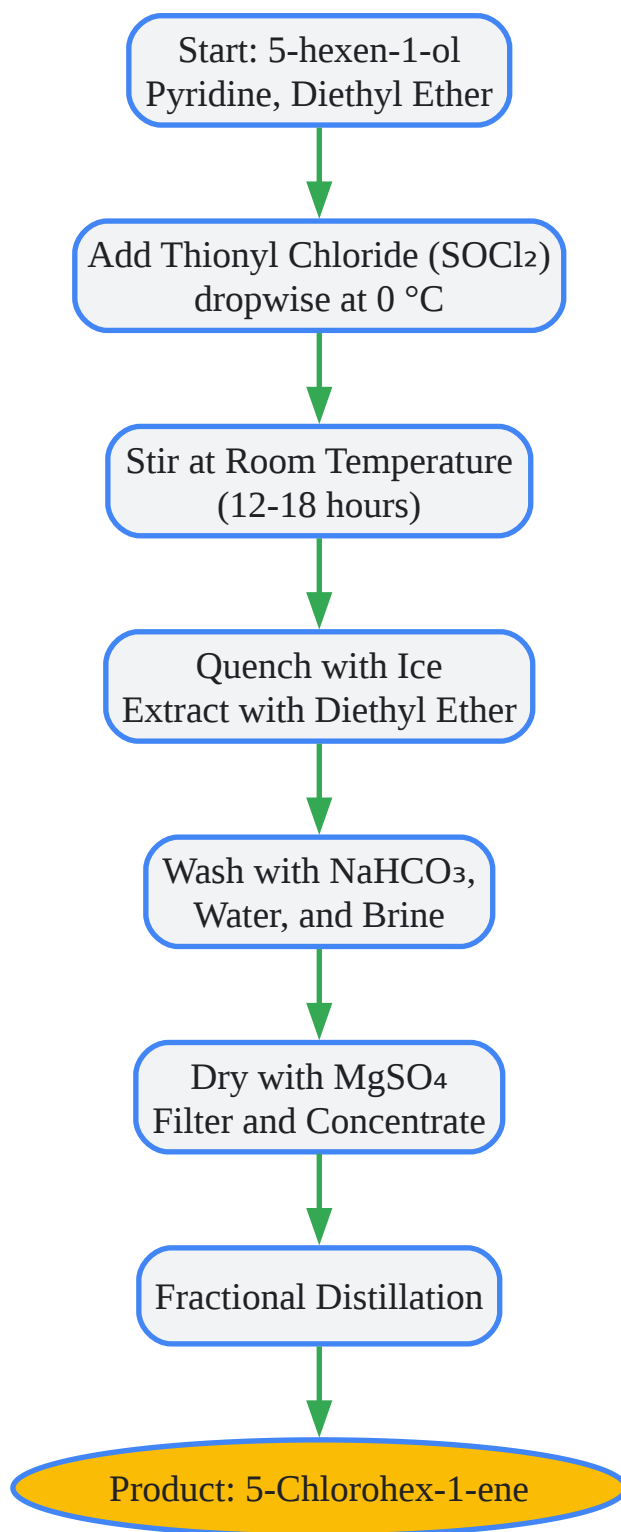 Start: 5-hexen-1-ol
Pyridine, Diethyl Ether
Add Thionyl Chloride (SOCl₂)
dropwise at 0 °C
Stir at Room Temperature
(12-18 hours)
Quench with Ice
Extract with Diethyl Ether
Wash with NaHCO₃,
Water, and Brine
Dry with MgSO₄
Filter and Concentrate
Fractional Distillation
Product: 5-Chlorohex-1-ene